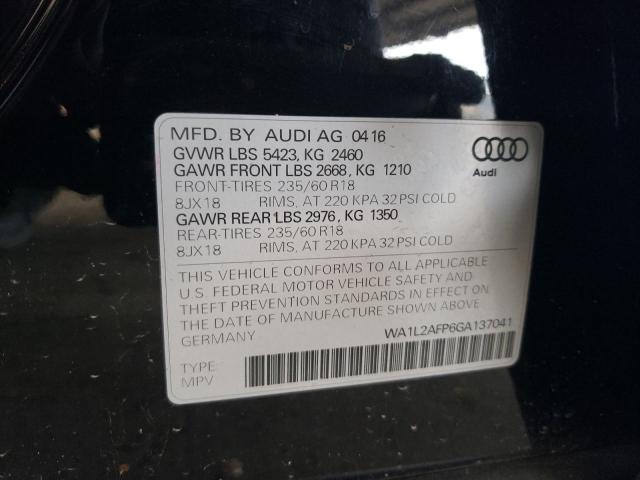 MFD. BY AUDI AG 04 16
GVWR LBS 5423, KG 2460
GAWR FRONT LBS 2668, KG 1210
FRONT-TIRES 235/60 R18
8JX18 RIMS, AT 220 KPA 32 PSI COLD
GAWR REAR LBS 2976, KG 1350
REAR-TIRES 235/60 R18
8JX18 RIMS, AT 220 KPA 32 PSI COLD
Audi
THIS VEHICLE CONFORMS TO ALL APPLICABLE
U.S. FEDERAL MOTOR VEHICLE SAFETY AND
THEFT PREVENTION STANDARDS IN EFFECT ON
THE DATE OF MANUFACTURE SHOWN ABOVE.
GERMANY
WA1L2AFP6GA137041
TYPE:
MPV